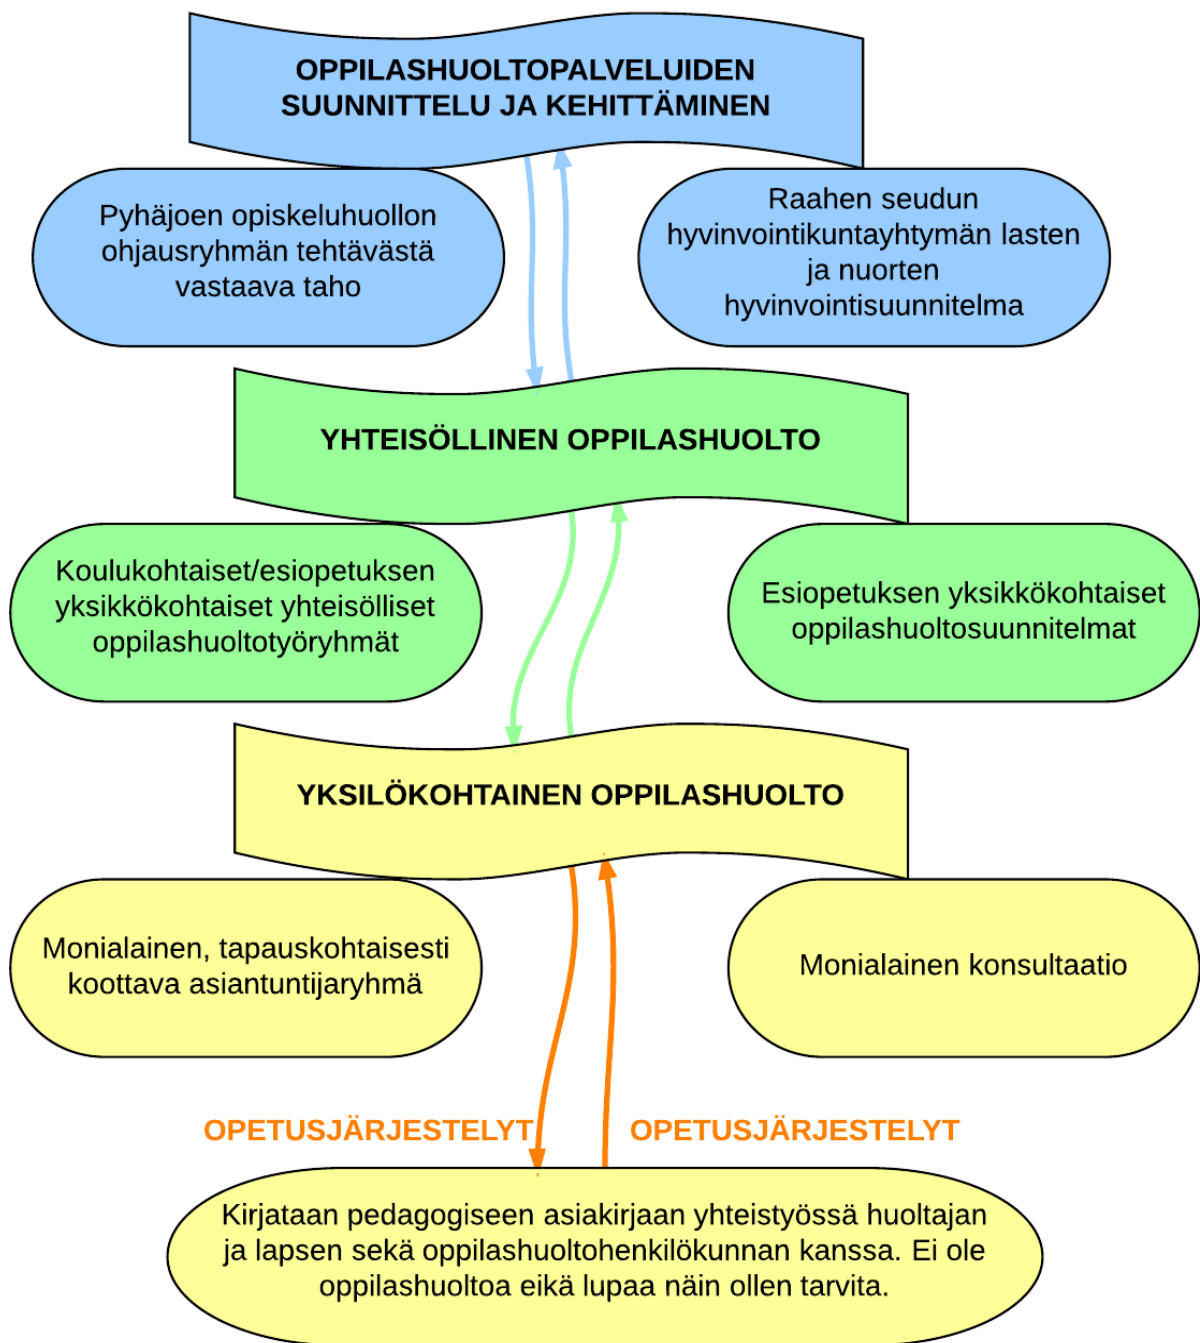 OPPILASHUOLTOPALVELUIDEN
SUUNNITTELU JA KEHITTÄMINEN
Pyhäjoen opiskeluhuollon
ohjausryhmän tehtävästä
vastaava taho
Raahen seudun
hyvinvointikuntayhtymän lasten
ja nuorten
hyvinvointisuunnitelma
YHTEISÖLLINEN OPPILASHUOLTO
Koulukohtaiset/esiopetuksen
yksikkökohtaiset yhteisölliset
oppilashuoltotyöryhmät
Esiopetuksen yksikkökohtaiset
oppilashuoltosuunnitelmat
YKSILÖKOHTAINEN OPPILASHUOLTO
Monialainen, tapauskohtaisesti
koottava asiantuntijaryhmä
Monialainen konsultaatio
OPETUSJÄRJESTELYT
OPETUSJÄRJESTELYT
Kirjataan pedagogiseen asiakirjaan yhteistyössä huoltajan
ja lapsen sekä oppilashuoltohenkilökunnan kanssa. Ei ole
oppilashuoltoa eikä lupaa näin ollen tarvita.